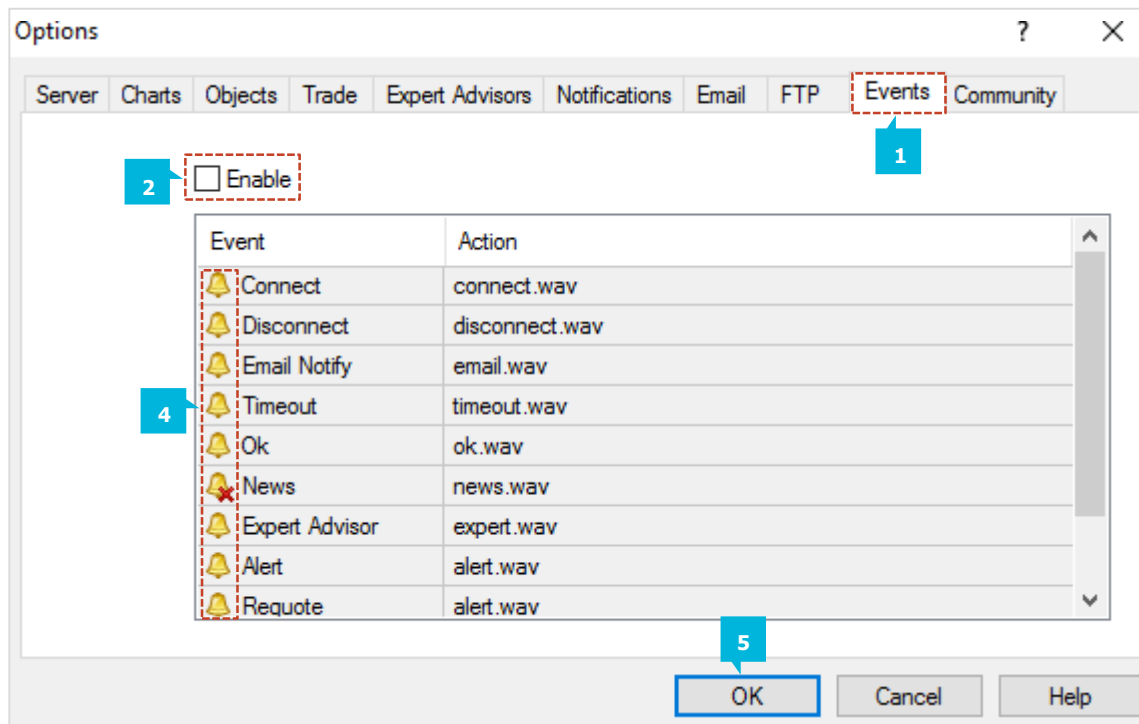 Options ?
Server Charts Objects Trade Expert Advisors Notifications Email FTP Events Community
1
2 Enable
Event Action
Connect connect.wav
Disconnect disconnect.wav
Email Notify email.wav
4 Timeout timeout.wav
Ok ok.wav
News news.wav
Expert Advisor expert.wav
Alert alert.wav
Requote alert.wav
5
OK Cancel Help